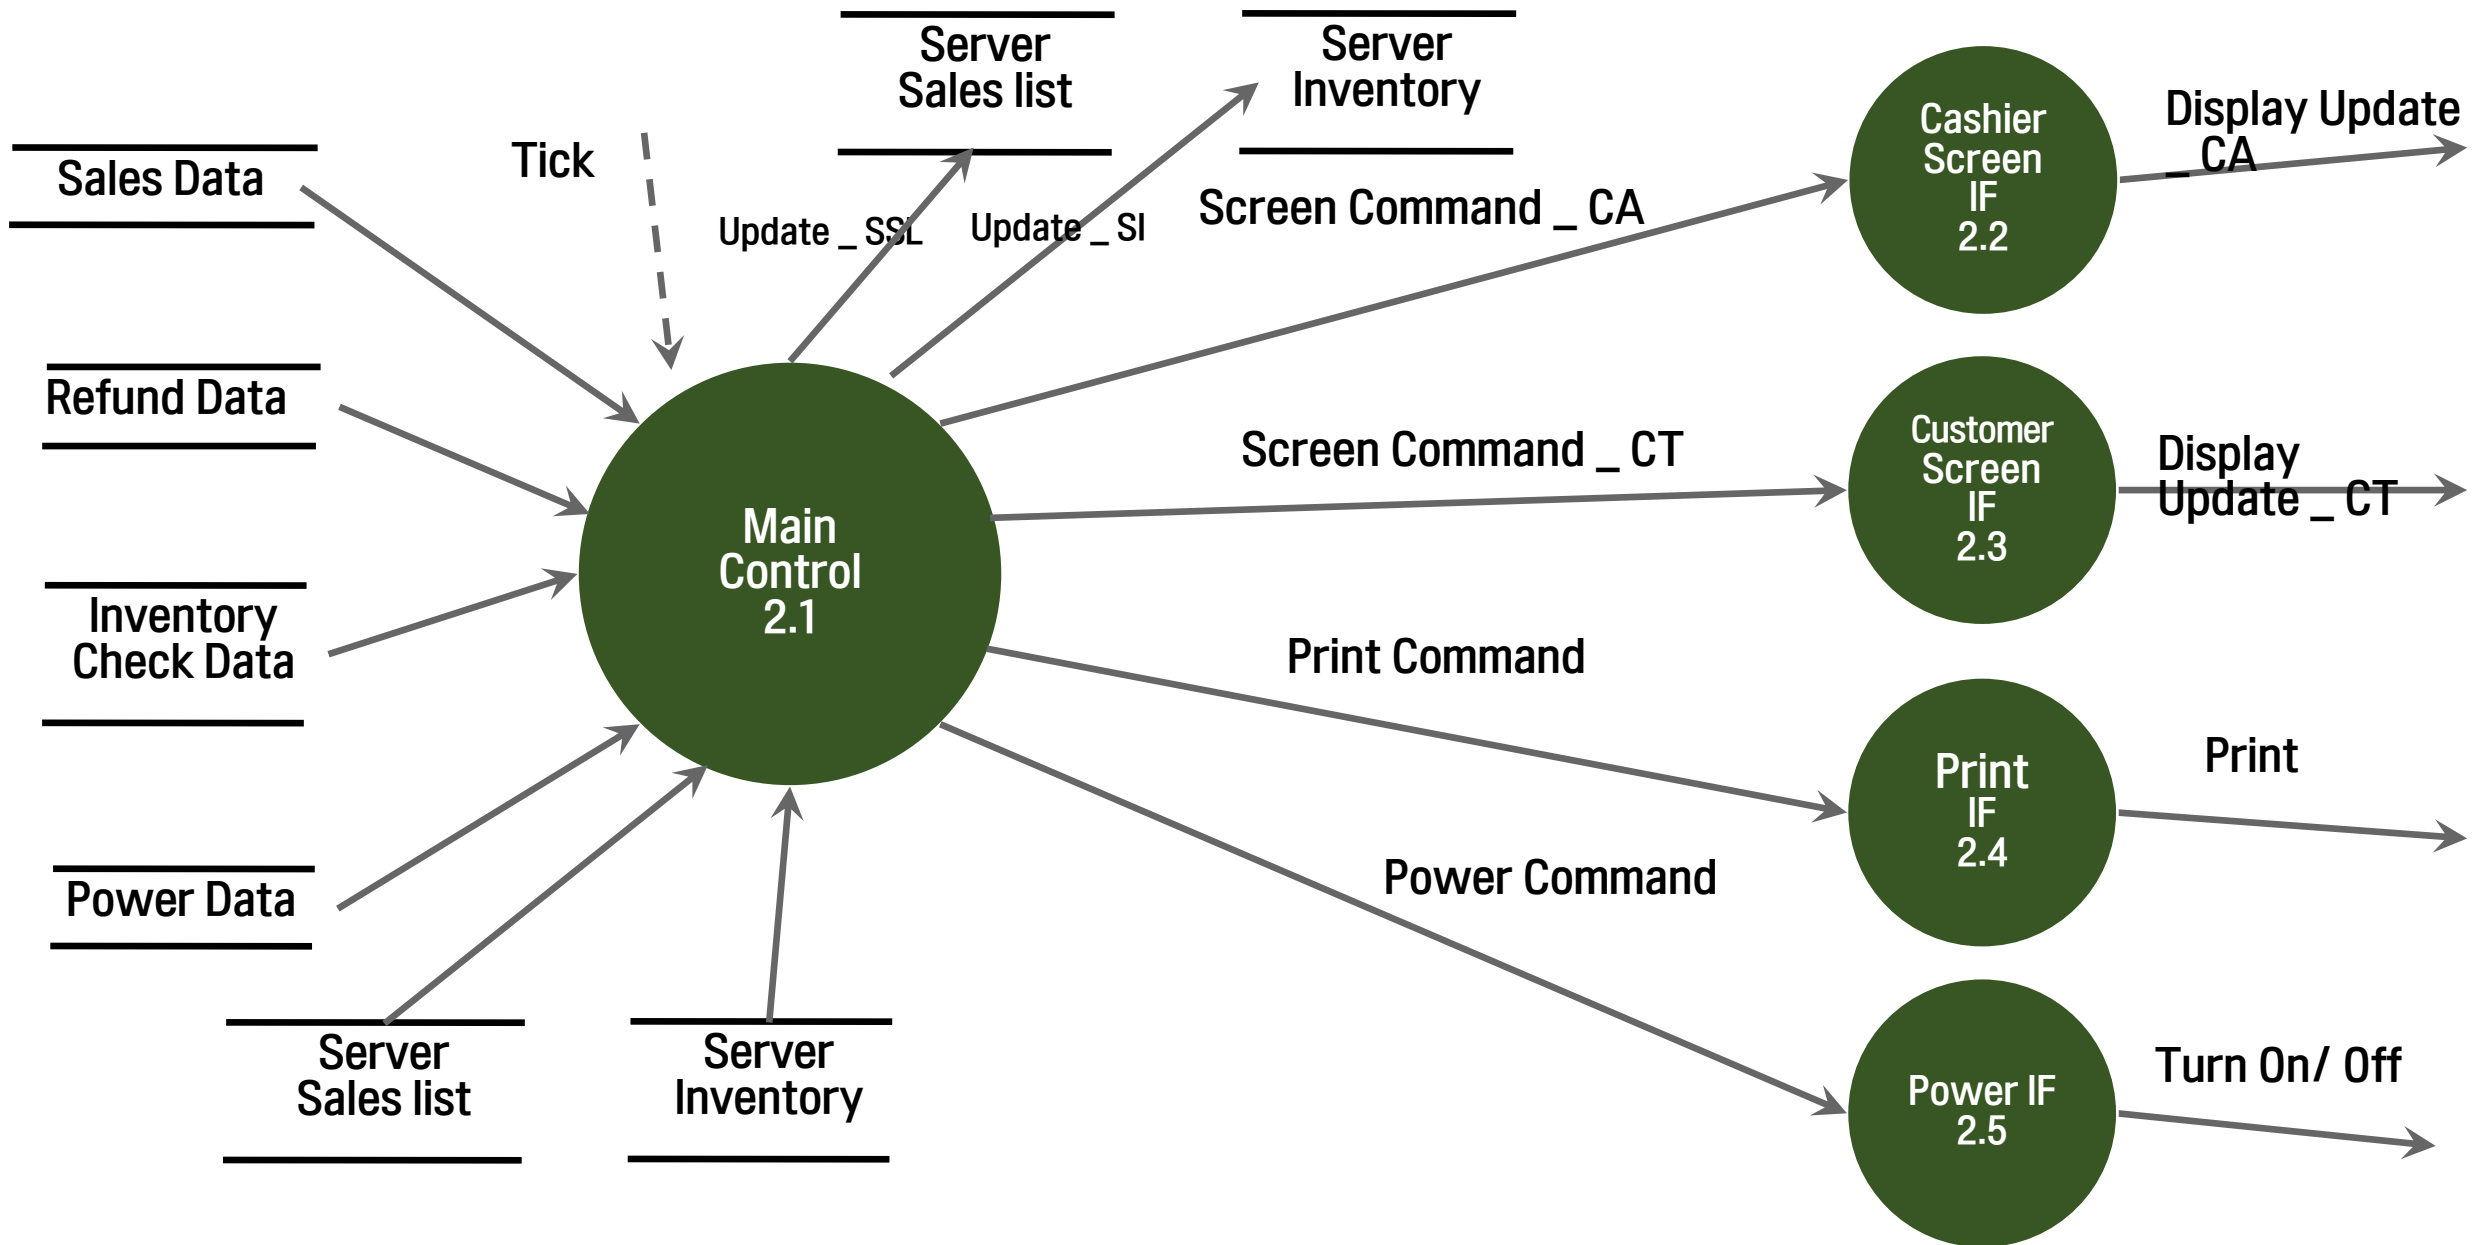 Server
Sales list
Server
Inventory
Cashier
Screen
IF
2.2
Display Update
_ CA
Sales Data
Tick
Update _ SSL
Update _ SI
Screen Command _ CA
Refund Data
Customer
Screen
IF
2.3
Screen Command _ CT
Display
Update _ CT
Main
Control
2.1
Inventory
Check Data
Print Command
Print
IF
2.4
Print
Power Data
Power Command
Server
Sales list
Server
Inventory
Power IF
2.5
Turn On/ Off